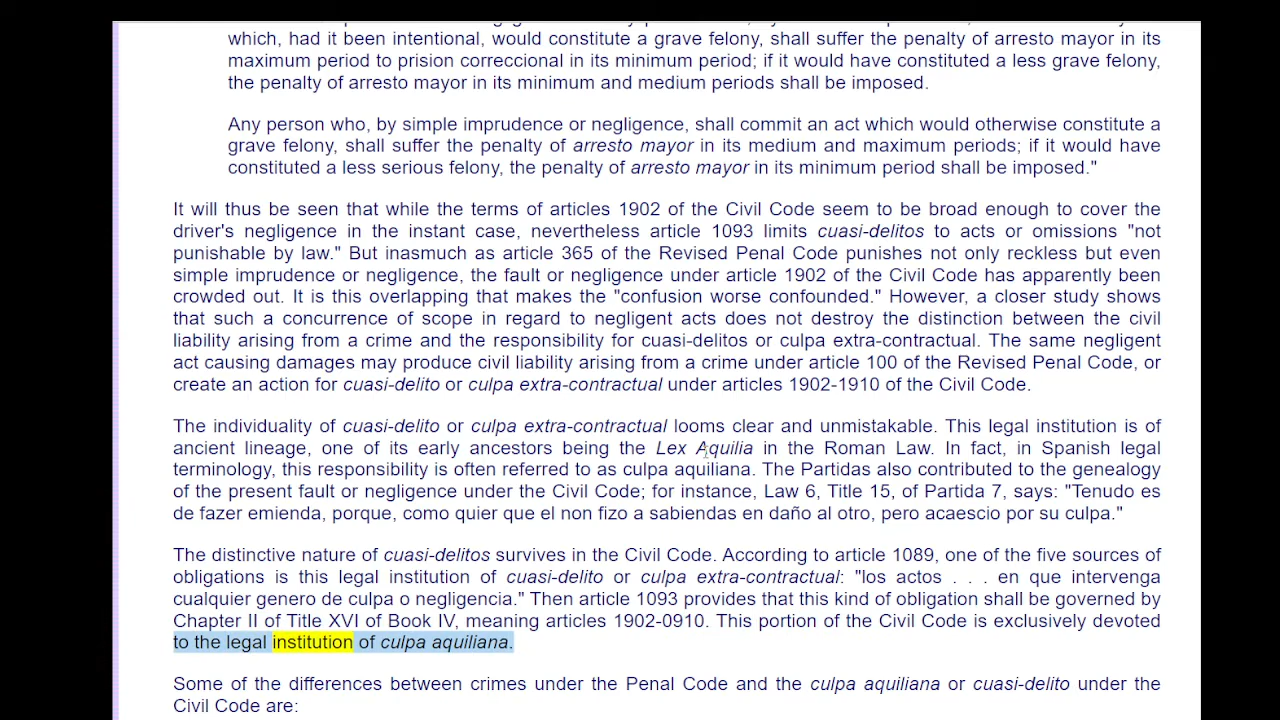 which, had it been intentional, would constitute a grave felony, shall suffer the penalty of arresto mayor in its
maximum period to prision correccional in its minimum period; if it would have constituted a less grave felony,
the penalty of arresto mayor in its minimum and medium periods shall be imposed.
Any person who, by simple imprudence or negligence, shall commit an act which would otherwise constitute a
grave felony, shall suffer the penalty of arresto mayor in its medium and maximum periods; if it would have
constituted a less serious felony, the penalty of arresto mayor in its minimum period shall be imposed."
It will thus be seen that while the terms of articles 1902 of the Civil Code seem to be broad enough to cover the
driver's negligence in the instant case, nevertheless article 1093 limits cuasi-delitos to acts or omissions "not
punishable by law." But inasmuch as article 365 of the Revised Penal Code punishes not only reckless but even
simple imprudence or negligence, the fault or negligence under article 1902 of the Civil Code has apparently been
crowded out. It is this overlapping that makes the "confusion worse confounded." However, a closer study shows
that such a concurrence of scope in regard to negligent acts does not destroy the distinction between the civil
liability arising from a crime and the responsibility for cuasi-delitos or culpa extra-contractual. The same negligent
act causing damages may produce civil liability arising from a crime under article 100 of the Revised Penal Code, or
create an action for cuasi-delito or culpa extra-contractual under articles 1902-1910 of the Civil Code.
The individuality of cuasi-delito or culpa extra-contractual looms clear and unmistakable. This legal institution is of
ancient lineage, one of its early ancestors being the Lex Aquilia in the Roman Law. In fact, in Spanish legal
terminology, this responsibility is often referred to as culpa aquiliana. The Partidas also contributed to the genealogy
of the present fault or negligence under the Civil Code; for instance, Law 6, Title 15, of Partida 7, says: "Tenudo es
de fazer emienda, porque, como quier que el non fizo a sabiendas en daño al otro, pero acaescio por su culpa."
The distinctive nature of cuasi-delitos survives in the Civil Code. According to article 1089, one of the five sources of
obligations is this legal institution of cuasi-delito or culpa extra-contractual: "los actos . . . en que intervenga
cualquier genero de culpa o negligencia." Then article 1093 provides that this kind of obligation shall be governed by
Chapter II of Title XVI of Book IV, meaning articles 1902-0910. This portion of the Civil Code is exclusively devoted
to the legal institution of culpa aquiliana.
Some of the differences between crimes under the Penal Code and the culpa aquiliana or cuasi-delito under the
Civil Code are: